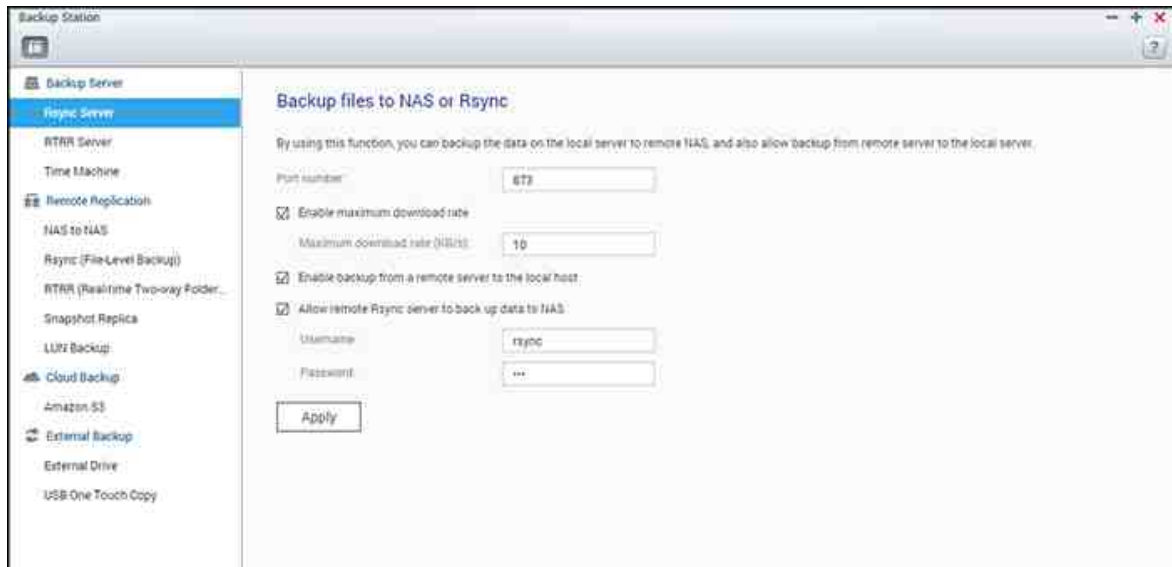 Backup Station
?
Backup Server
Rsync Server
RTRR Server
Time Machine
Remote Replication
NAS to NAS
Rsync (File-Level Backup)
RTRR (Real-time Two-way Folder...
Snapshot Replica
LUN Backup
Cloud Backup
Amazon S3
External Backup
External Drive
USB One Touch Copy
Backup files to NAS or Rsync
By using this function, you can backup the data on the local server to remote NAS, and also allow backup from remote server to the local server.
Port number: 873
Enable maximum download rate
Maximum download rate (KB/s): 10
Enable backup from a remote server to the local host
Allow remote Rsync server to back up data to NAS
Username: rsync
Password: •••
Apply